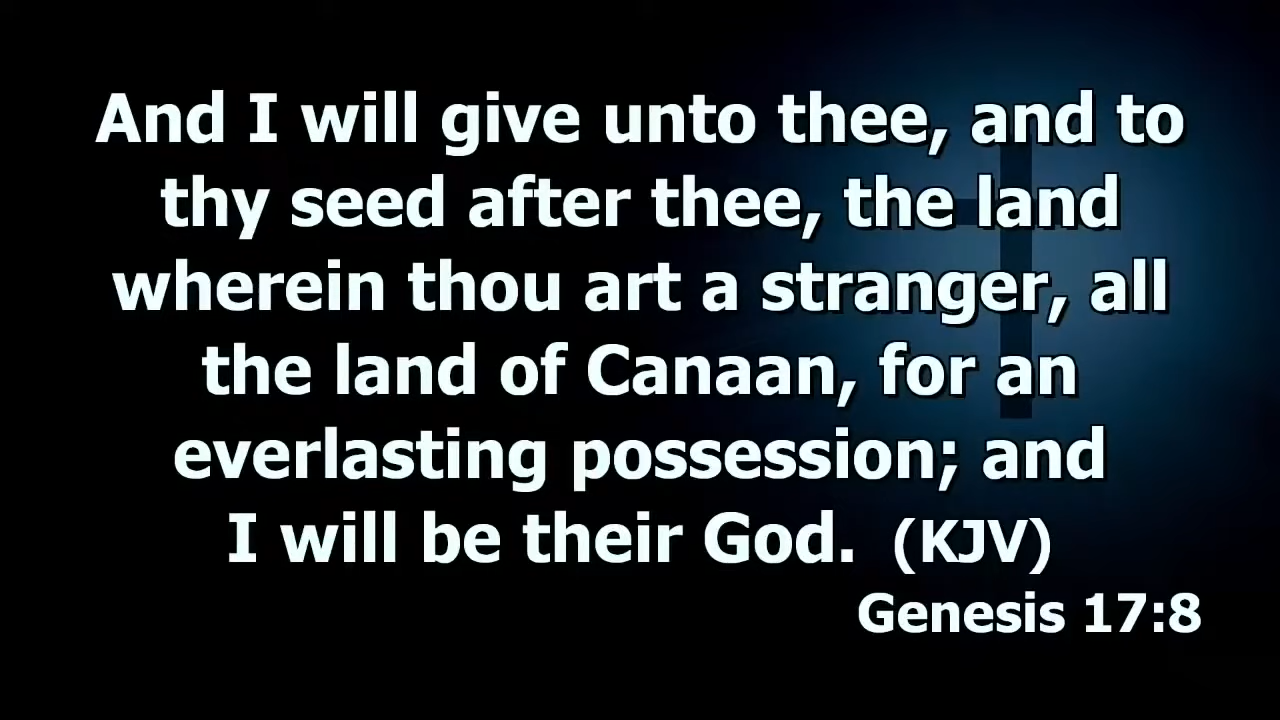 And I will give unto thee, and to
thy seed after thee, the land
wherein thou art a stranger, all
the land of Canaan, for an
everlasting possession; and
I will be their God. (KJV)
Genesis 17:8